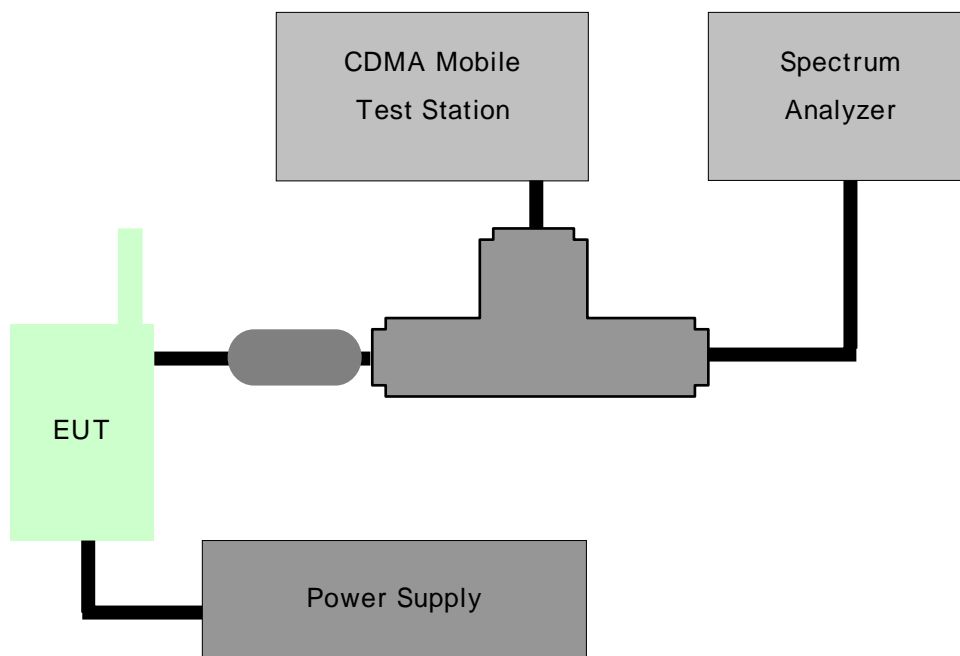 CDMA Mobile
Test Station
Spectrum
Analyzer
EUT
Power Supply